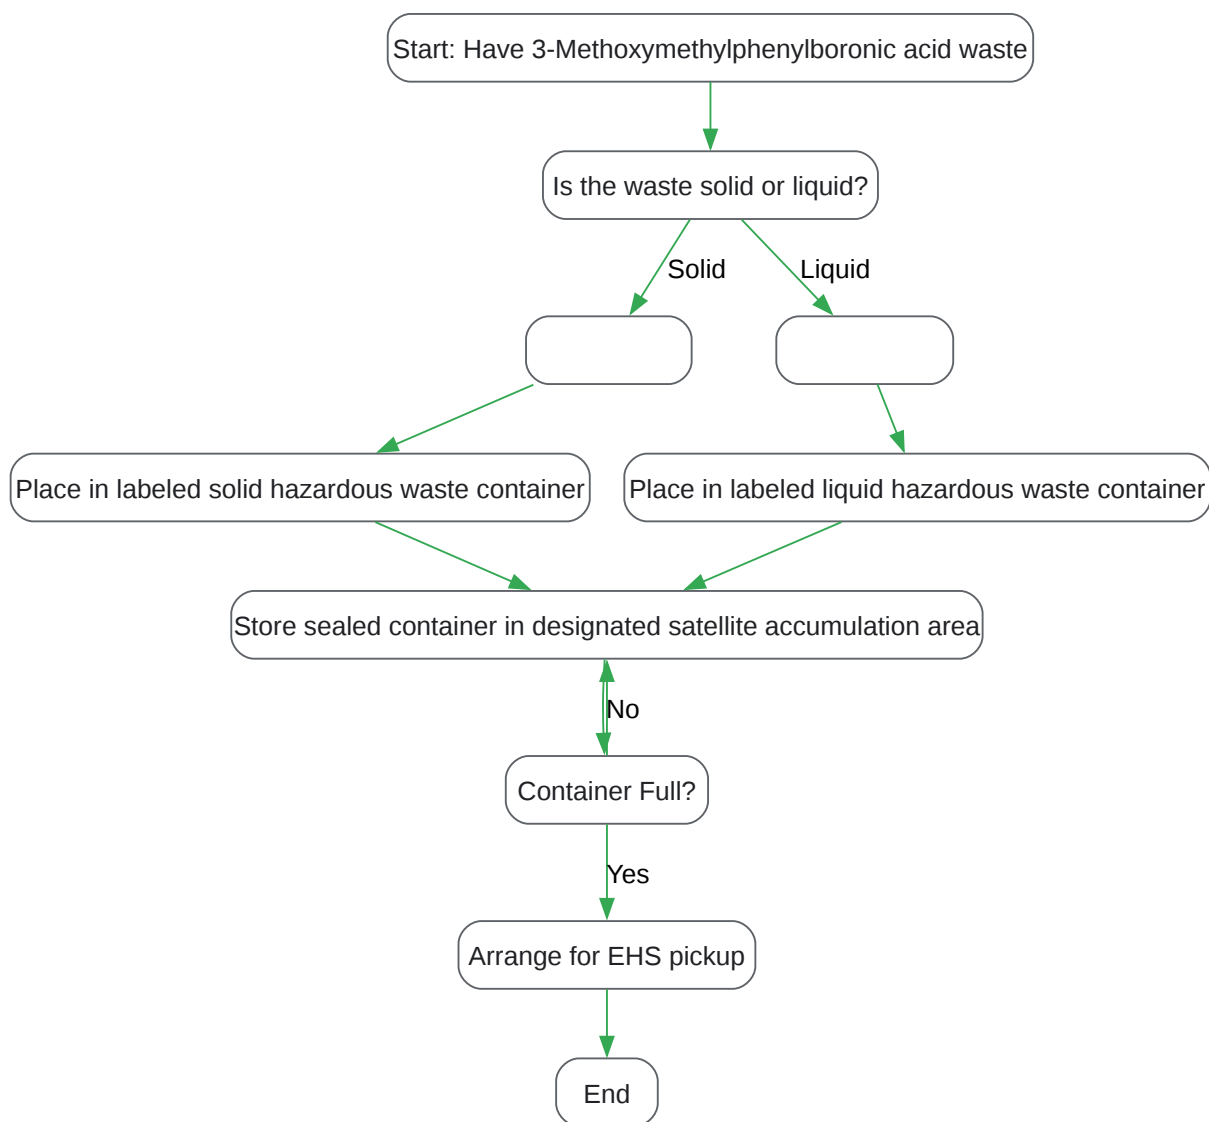 Start: Have 3-Methoxymethylphenylboronic acid waste
Is the waste solid or liquid?
Solid
Liquid
Place in labeled solid hazardous waste container
Place in labeled liquid hazardous waste container
Store sealed container in designated satellite accumulation area
No
Container Full?
Yes
Arrange for EHS pickup
End